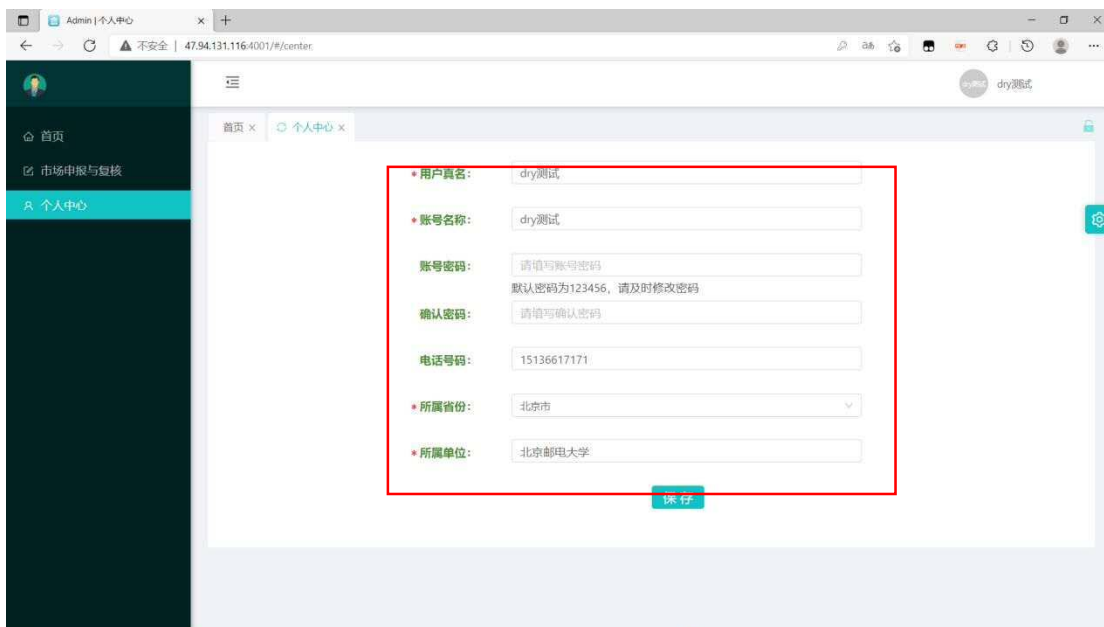 Admin | 个人中心
不安全 | 47.94.131.116:4001/#/center
dry测试 dry测试
首页
市场申报与复核
个人中心
首页 × 个人中心 ×
* 用户真名： dry测试
* 账号名称： dry测试
账号密码： 请填写账号密码
默认密码为123456，请及时修改密码
确认密码： 请填写确认密码
电话号码： 15136617171
* 所属省份： 北京市
* 所属单位： 北京邮电大学
保存